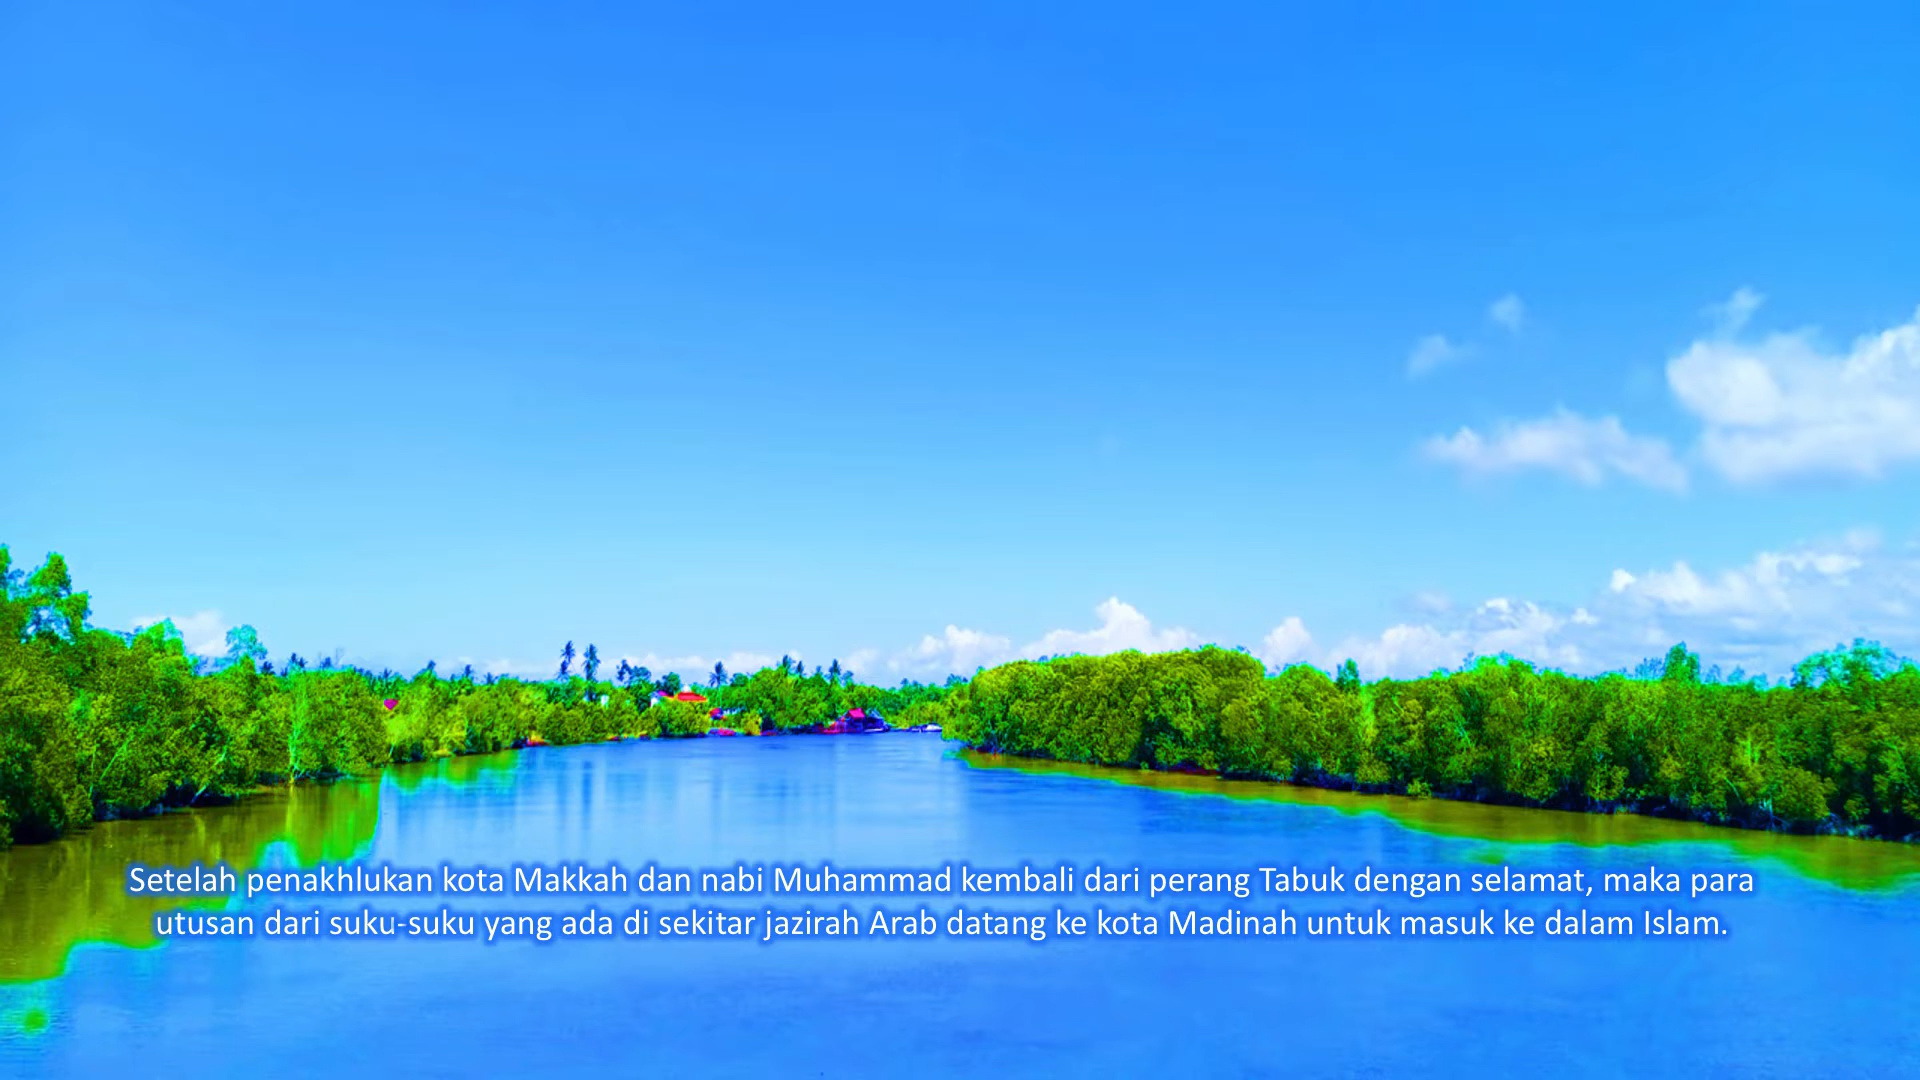 Setelah penakhlukan kota Makkah dan nabi Muhammad kembali dari perang Tabuk dengan selamat, maka para
utusan dari suku-suku yang ada di sekitar jazirah Arab datang ke kota Madinah untuk masuk ke dalam Islam.